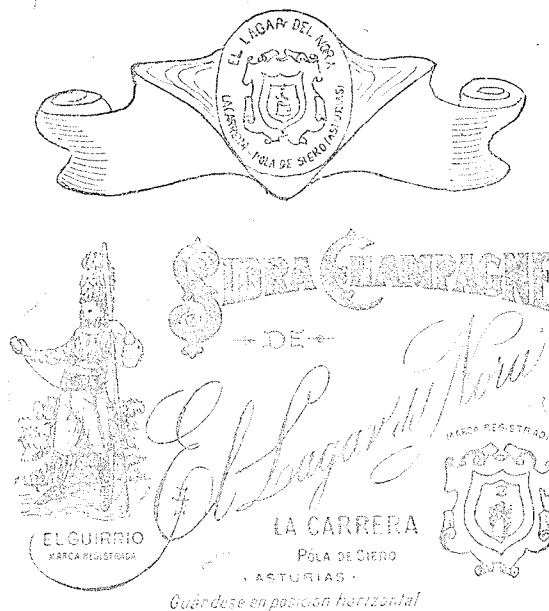 EL LAGAR DEL NORA
LA CARRERA - POLA DE SIERO (ASTURIAS)
SIDRA CHAMPAGNE
DE
El Lagar del Nora
MARCA REGISTRADA
EL GUIRRIO
MARCA REGISTRADA
LA CARRERA
POLA DE SIERO
· ASTURIAS ·
Guárdese en posición horizontal